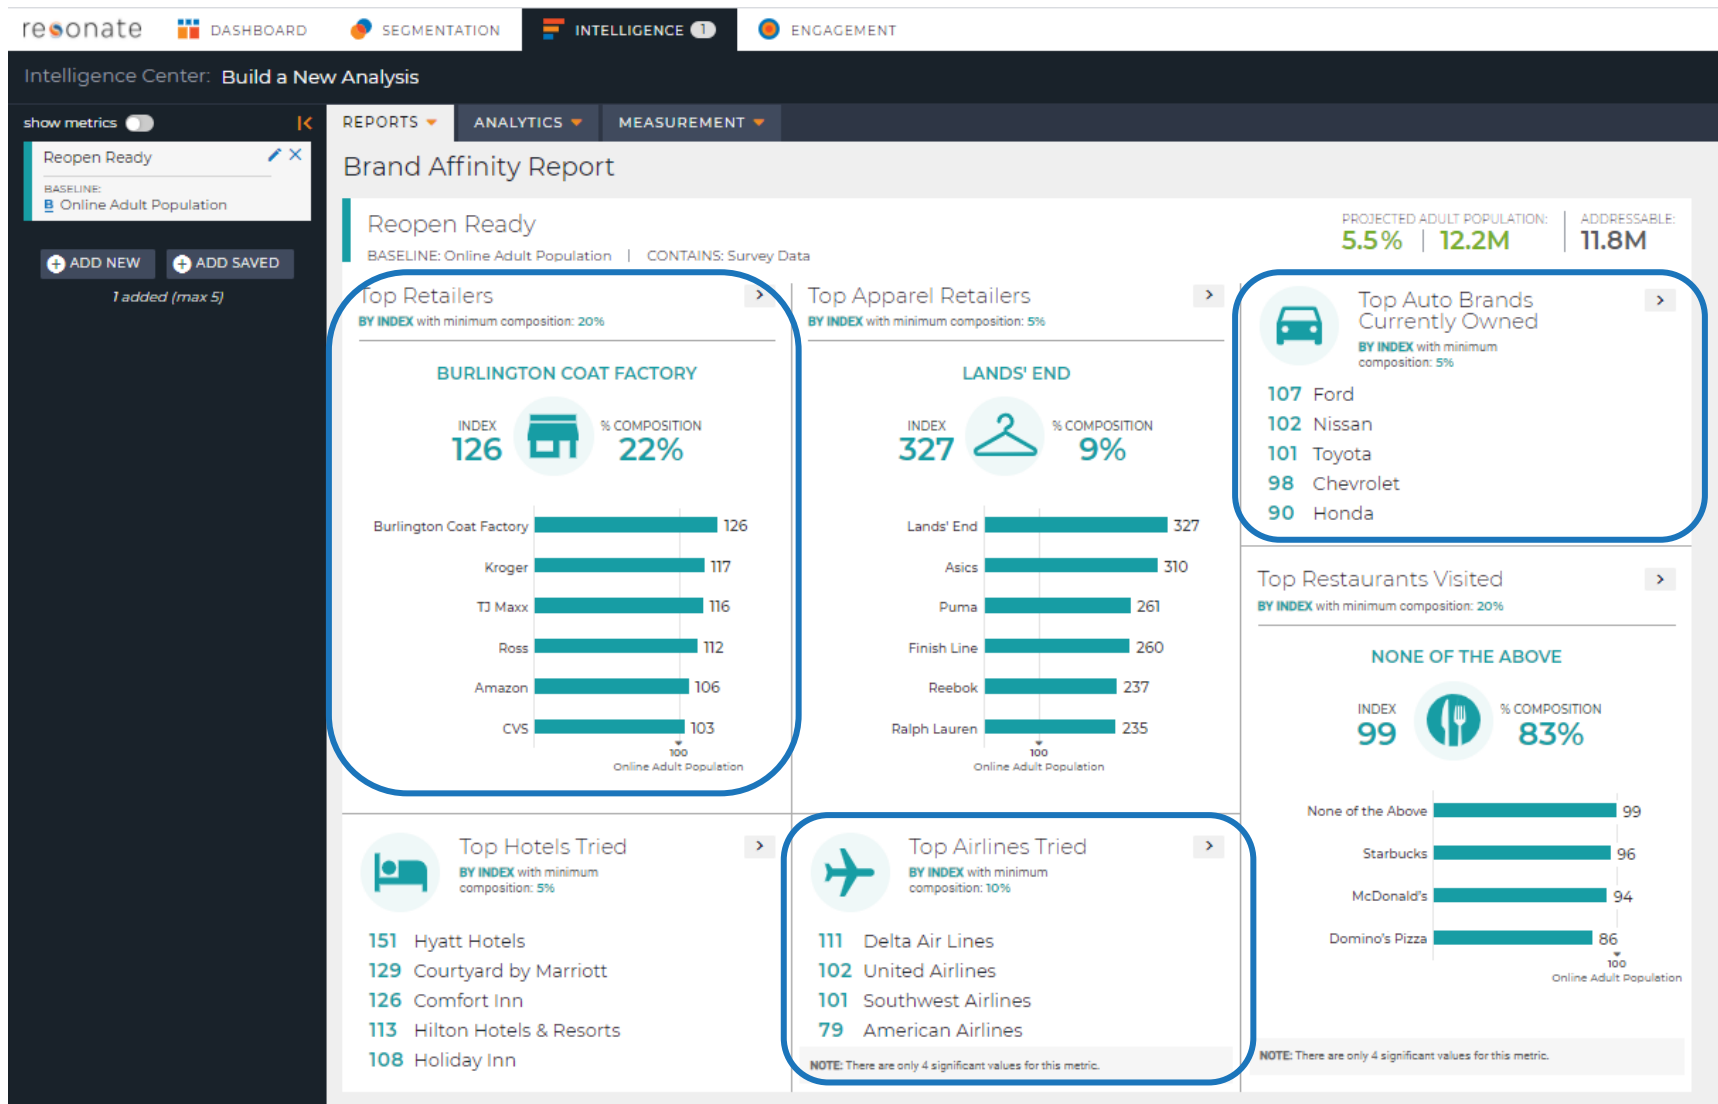 resonate
DASHBOARD
SEGMENTATION
INTELLIGENCE 1
ENGAGEMENT
Intelligence Center: Build a New Analysis
show metrics
Reopen Ready
BASELINE:
B Online Adult Population
ADD NEW
ADD SAVED
1 added (max 5)
REPORTS
ANALYTICS
MEASUREMENT
Brand Affinity Report
Reopen Ready
BASELINE: Online Adult Population | CONTAINS: Survey Data
PROJECTED ADULT POPULATION:
5.5% | 12.2M
ADDRESSABLE:
11.8M
Top Retailers
BY INDEX with minimum composition: 20%
BURLINGTON COAT FACTORY
INDEX
126
% COMPOSITION
22%
Burlington Coat Factory 126
Kroger 117
TJ Maxx 116
Ross 112
Amazon 106
CVS 103
100
Online Adult Population
Top Apparel Retailers
BY INDEX with minimum composition: 5%
LANDS' END
INDEX
327
% COMPOSITION
9%
Lands' End 327
Asics 310
Puma 261
Finish Line 260
Reebok 237
Ralph Lauren 235
100
Online Adult Population
Top Auto Brands
Currently Owned
BY INDEX with minimum
composition: 5%
107 Ford
102 Nissan
101 Toyota
98 Chevrolet
90 Honda
Top Restaurants Visited
BY INDEX with minimum composition: 20%
NONE OF THE ABOVE
INDEX
99
% COMPOSITION
83%
None of the Above 99
Starbucks 96
McDonald's 94
Domino's Pizza 86
100
Online Adult Population
NOTE: There are only 4 significant values for this metric.
Top Hotels Tried
BY INDEX with minimum
composition: 5%
151 Hyatt Hotels
129 Courtyard by Marriott
126 Comfort Inn
113 Hilton Hotels & Resorts
108 Holiday Inn
Top Airlines Tried
BY INDEX with minimum
composition: 10%
111 Delta Air Lines
102 United Airlines
101 Southwest Airlines
79 American Airlines
NOTE: There are only 4 significant values for this metric.